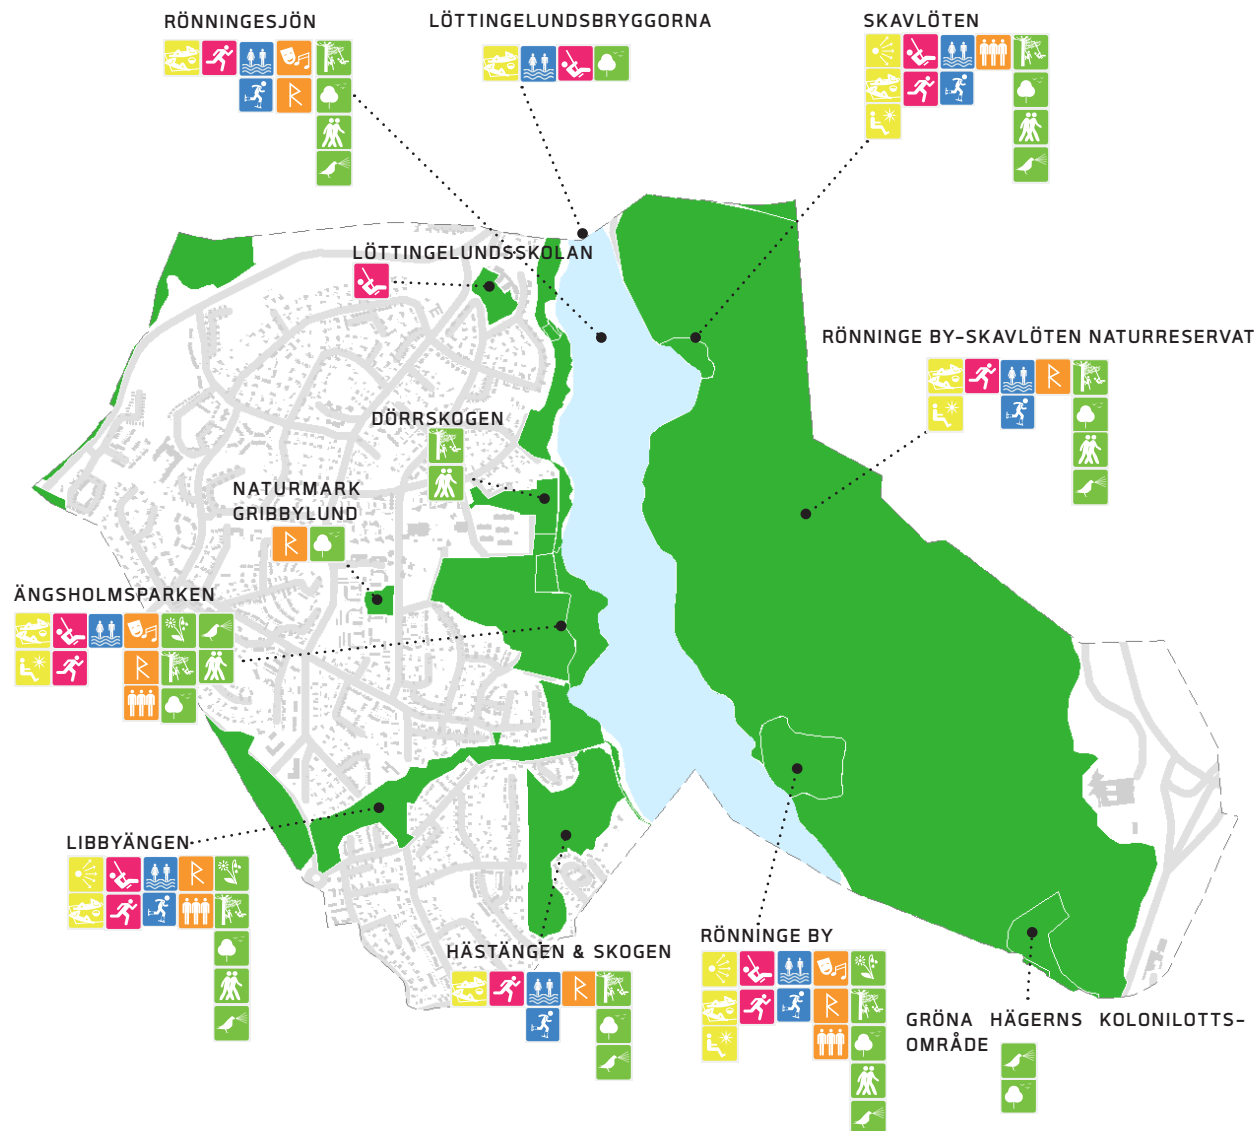 RÖNNINGESJÖN
LÖTTINGELUNDSBRYGGORNA
SKAVLÖTEN
LÖTTINGELUNDSSKOLAN
RÖNNINGE BY-SKAVLÖTEN NATURRESERVAT
DÖRRSKOGEN
NATURMARK
GRIBBYLUND
ÄNGSHOLMSPARKEN
LIBBYÄNGEN
HÄSTÄNGEN & SKOGEN
RÖNNINGE BY
GRÖNA HÄGERNS KOLONILOTTS-
OMRÅDE